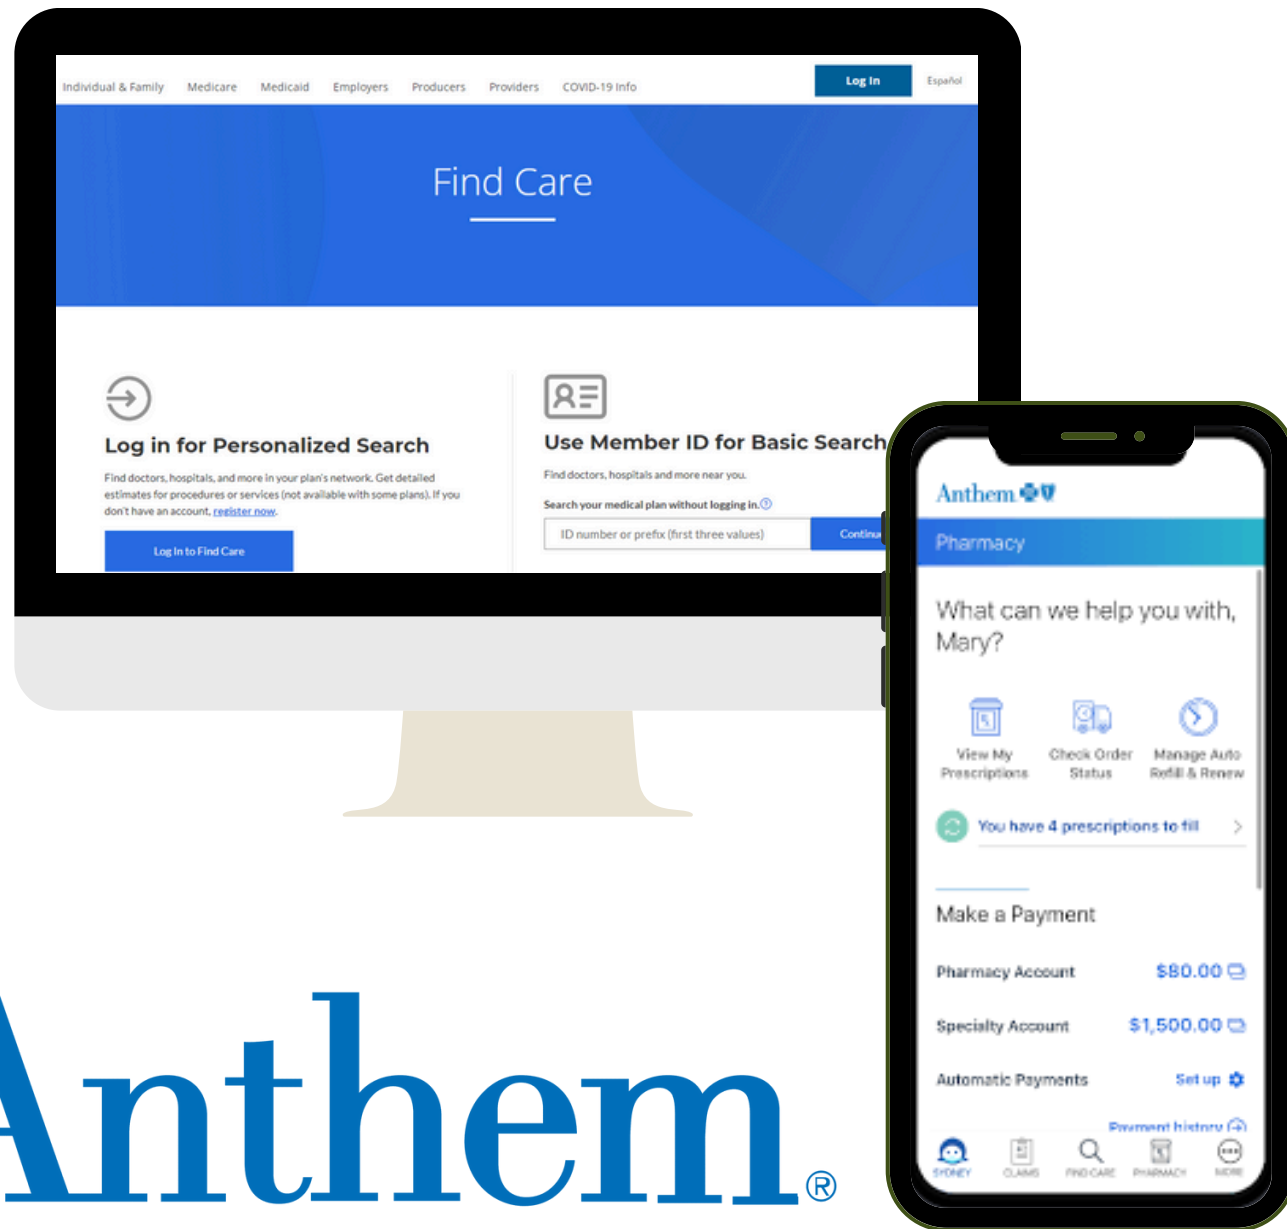 Individual & Family Medicare Medicaid Employers Producers Providers COVID-19 Info Log In Español
Find Care
Log in for Personalized Search
Find doctors, hospitals, and more in your plan's network. Get detailed
estimates for procedures or services (not available with some plans). If you
don't have an account, register now.
Log In to Find Care
Use Member ID for Basic Search
Find doctors, hospitals and more near you.
Search your medical plan without logging in.
ID number or prefix (first three values) Continue
Anthem
Pharmacy
What can we help you with,
Mary?
View My
Prescriptions
Check Order
Status
Manage Auto
Refill & Renew
You have 4 prescriptions to fill
Make a Payment
Pharmacy Account $80.00
Specialty Account $1,500.00
Automatic Payments Set up
Payment history
SYDNEY CLAIMS FIND CARE PHARMACY MORE
Anthem®